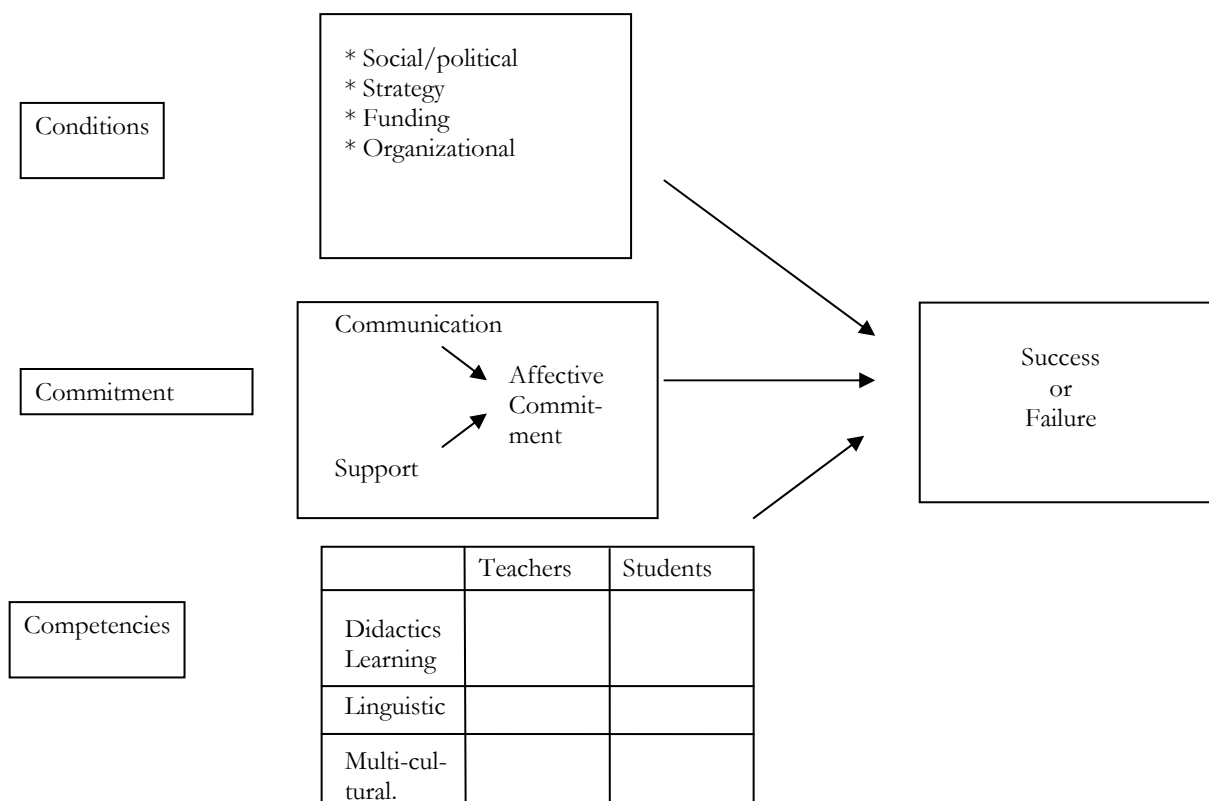 Conditions
* Social/political
* Strategy
* Funding
* Organizational
Commitment
Communication
Affective
Commit-
ment
Support
Success
or
Failure
Competencies
Teachers Students
Didactics
Learning
Linguistic
Multi-cul-
tural.